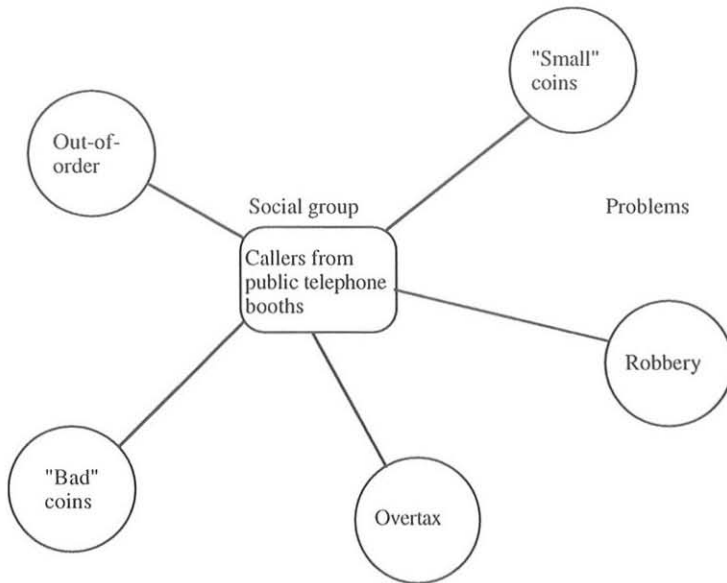 "Small"
coins
Out-of-
order
Social group
Problems
Callers from
public telephone
booths
Robbery
"Bad"
coins
Overtax